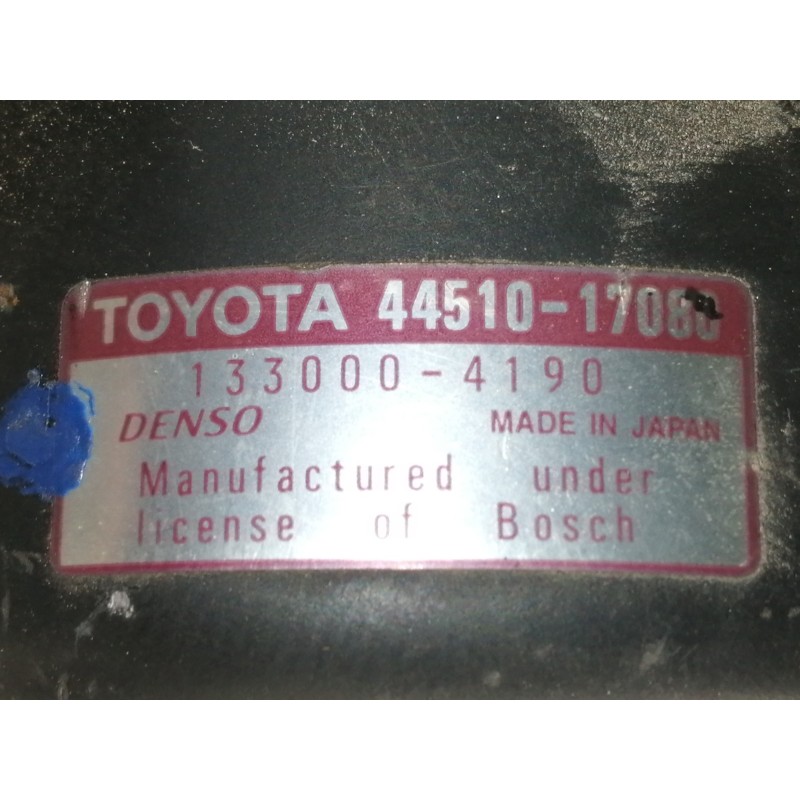 TOYOTA 44510-17080
133000-4190
DENSO MADE IN JAPAN
Manufactured under
license of Bosch